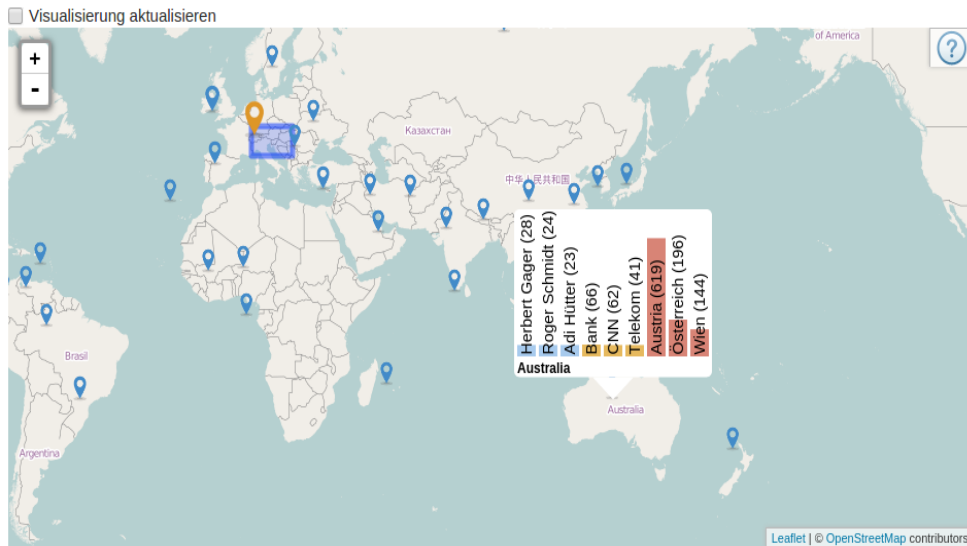 Visualisierung aktualisieren
+
-
?
of America
Казахстан
中华人民共和国
Herbert Gager (28)
Roger Schmidt (24)
Adi Hütter (23)
Bank (66)
CNN (62)
Telekom (41)
Austria (619)
Österreich (196)
Wien (144)
Australia
Brasil
Australia
Argentina
Leaflet | © OpenStreetMap contributors